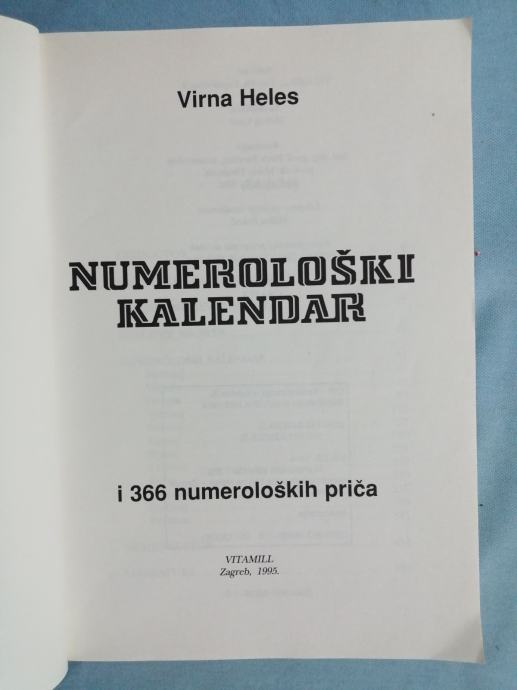 Virna Heles
NUMEROLOŠKI
KALENDAR
i 366 numeroloških priča
VITAMILL
Zagreb, 1995.